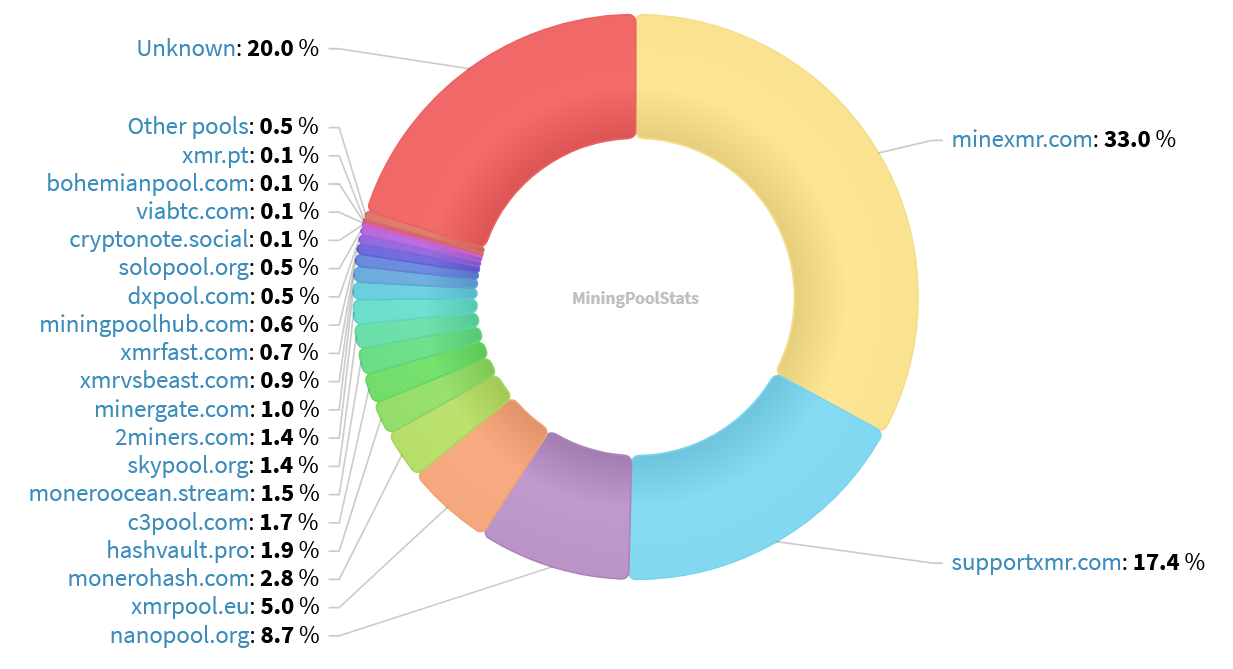 Unknown: 20.0 %
Other pools: 0.5 %
xmr.pt: 0.1 %
bohemianpool.com: 0.1 %
viabtc.com: 0.1 %
cryptonote.social: 0.1 %
solopool.org: 0.5 %
dxpool.com: 0.5 %
miningpoolhub.com: 0.6 %
xmrfast.com: 0.7 %
xmrvsbeast.com: 0.9 %
minergate.com: 1.0 %
2miners.com: 1.4 %
skypool.org: 1.4 %
moneroocean.stream: 1.5 %
c3pool.com: 1.7 %
hashvault.pro: 1.9 %
monerohash.com: 2.8 %
xmrpool.eu: 5.0 %
nanopool.org: 8.7 %
MiningPoolStats
minexmr.com: 33.0 %
supportxmr.com: 17.4 %